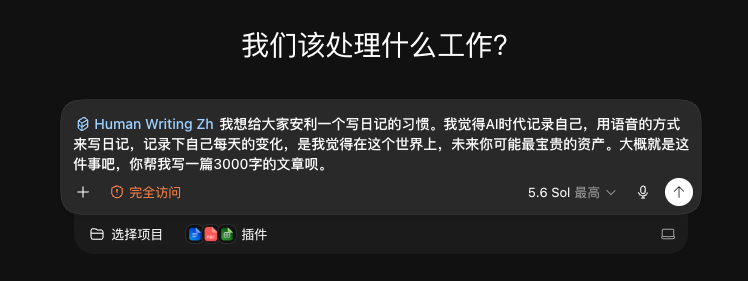 我们该处理什么工作?
Human Writing Zh 我想给大家安利一个写日记的习惯。我觉得AI时代记录自己，用语音的方式
来写日记，记录下自己每天的变化，是我觉得在这个世界上，未来你可能最宝贵的资产。大概就是这
件事吧，你帮我写一篇3000字的文章呗。
完全访问 5.6 Sol 最高
选择项目 插件